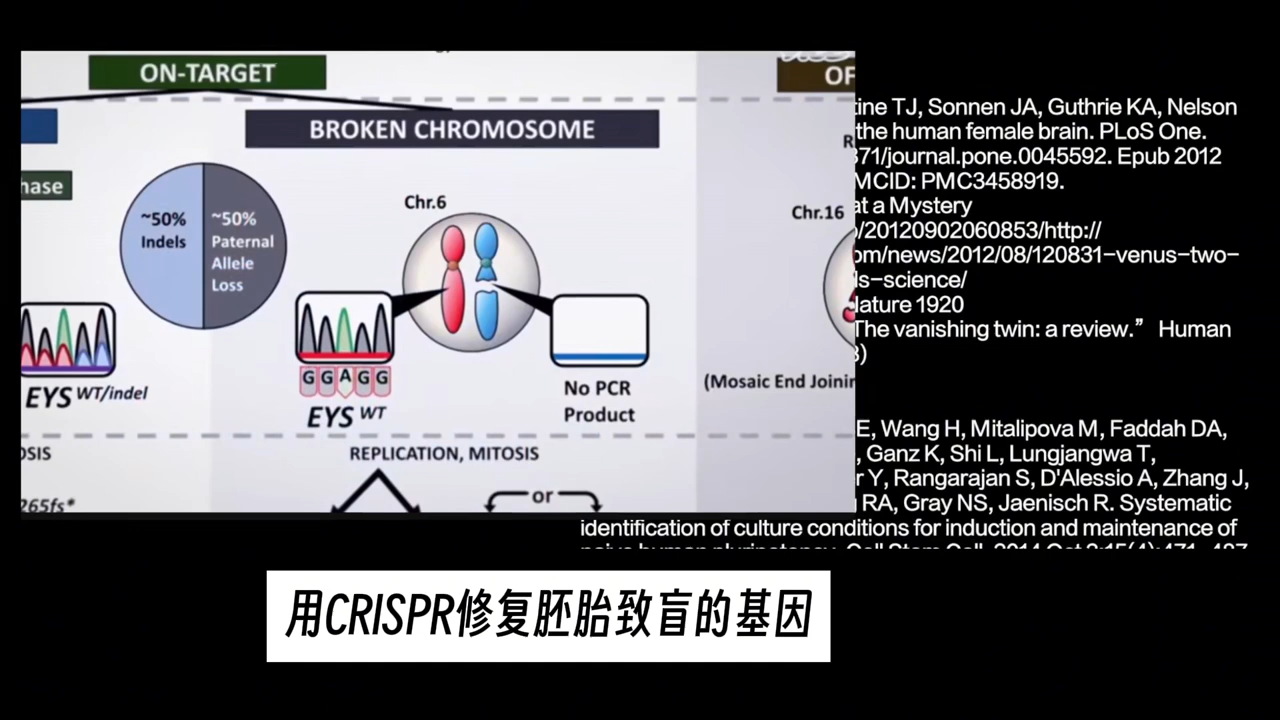 ON-TARGET
BROKEN CHROMOSOME
~50%
Indels
~50%
Paternal
Allele
Loss
Chr.6
Chr.16
GGAGG
EYS WT/indel
EYS WT
No PCR
Product
(Mosaic End Joinin
REPLICATION, MITOSIS
or
265fs*
tine TJ, Sonnen JA, Guthrie KA, Nelson
the human female brain. PLoS One.
371/journal.pone.0045592. Epub 2012
MCID: PMC3458919.
at a Mystery
/20120902060853/http://
om/news/2012/08/120831-venus-two-
ls-science/
Nature 1920
The vanishing twin: a review.” Human
E, Wang H, Mitalipova M, Faddah DA,
, Ganz K, Shi L, Lungjangwa T,
r Y, Rangarajan S, D'Alessio A, Zhang J,
RA, Gray NS, Jaenisch R. Systematic
identification of culture conditions for induction and maintenance of
用CRISPR修复胚胎致盲的基因